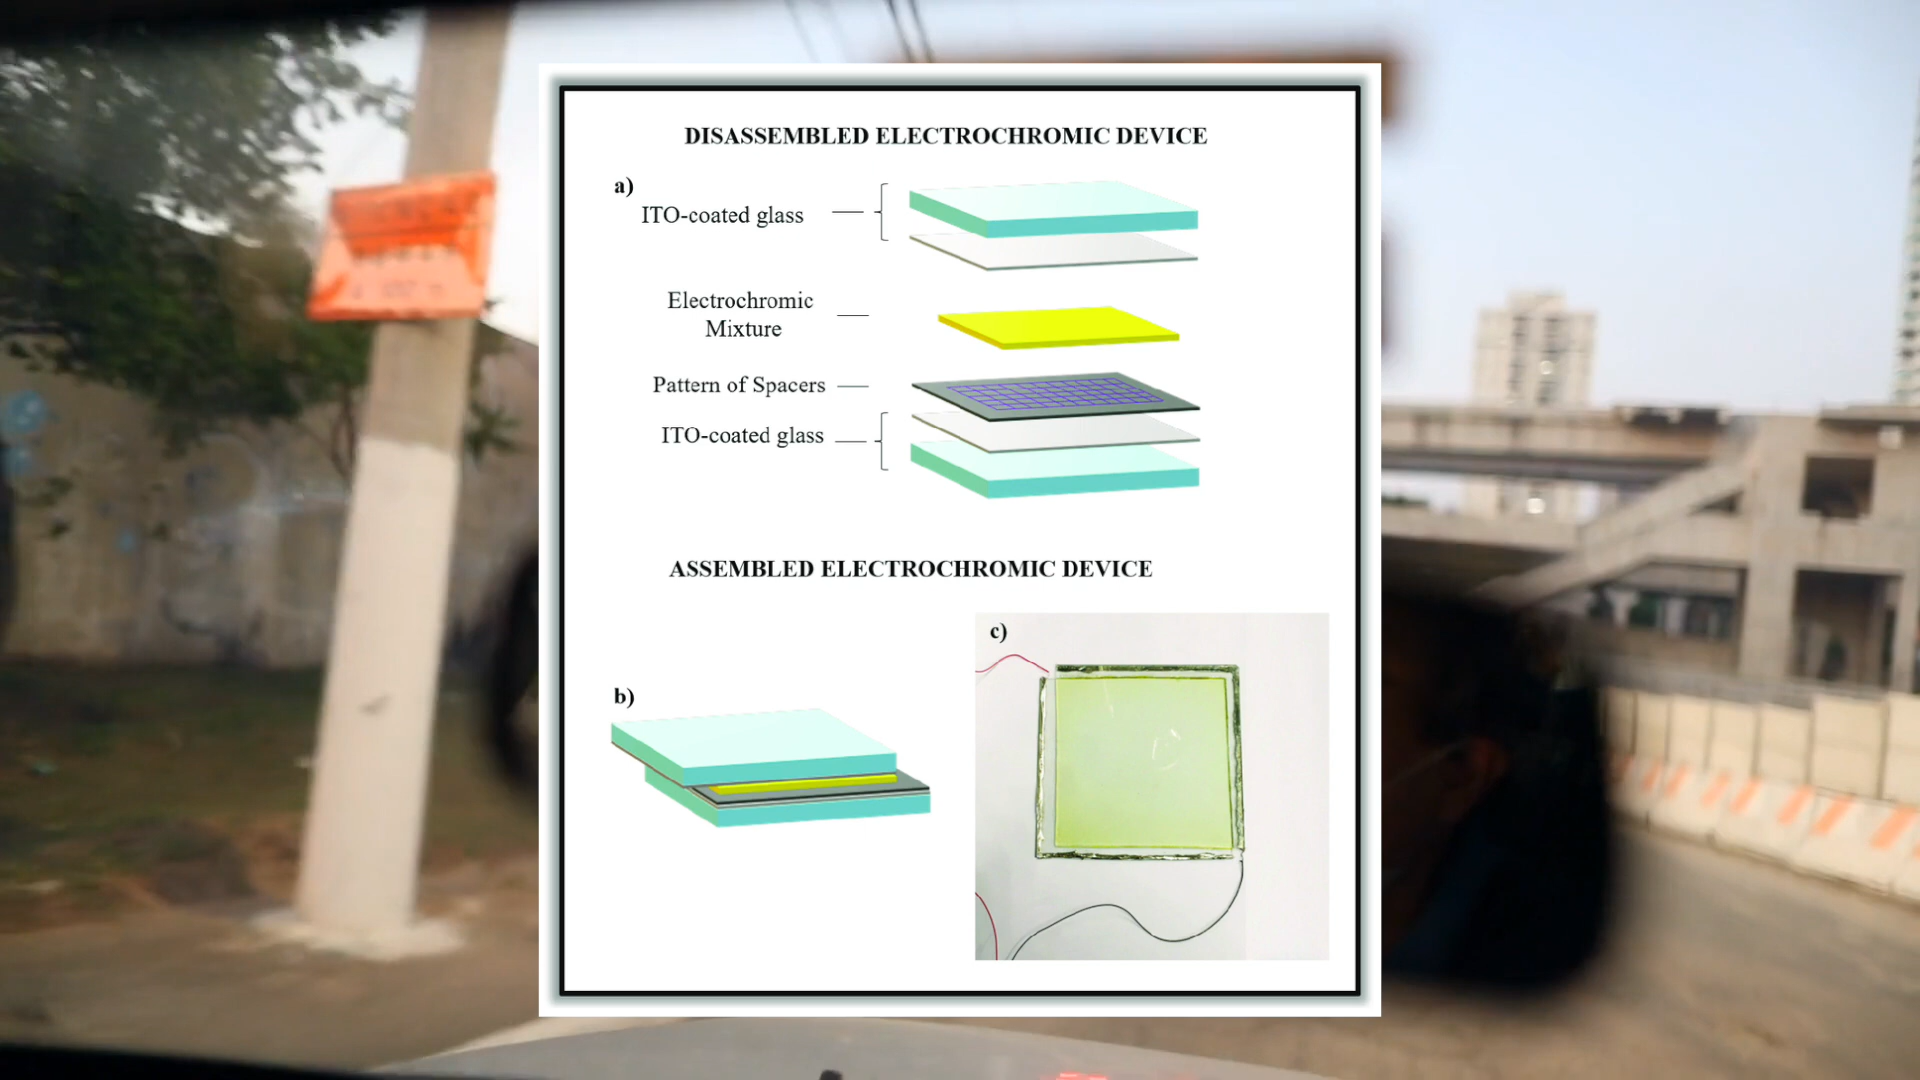 DISASSEMBLED ELECTROCHROMIC DEVICE
a)
ITO-coated glass
Electrochromic
Mixture
Pattern of Spacers
ITO-coated glass
ASSEMBLED ELECTROCHROMIC DEVICE
b)
c)